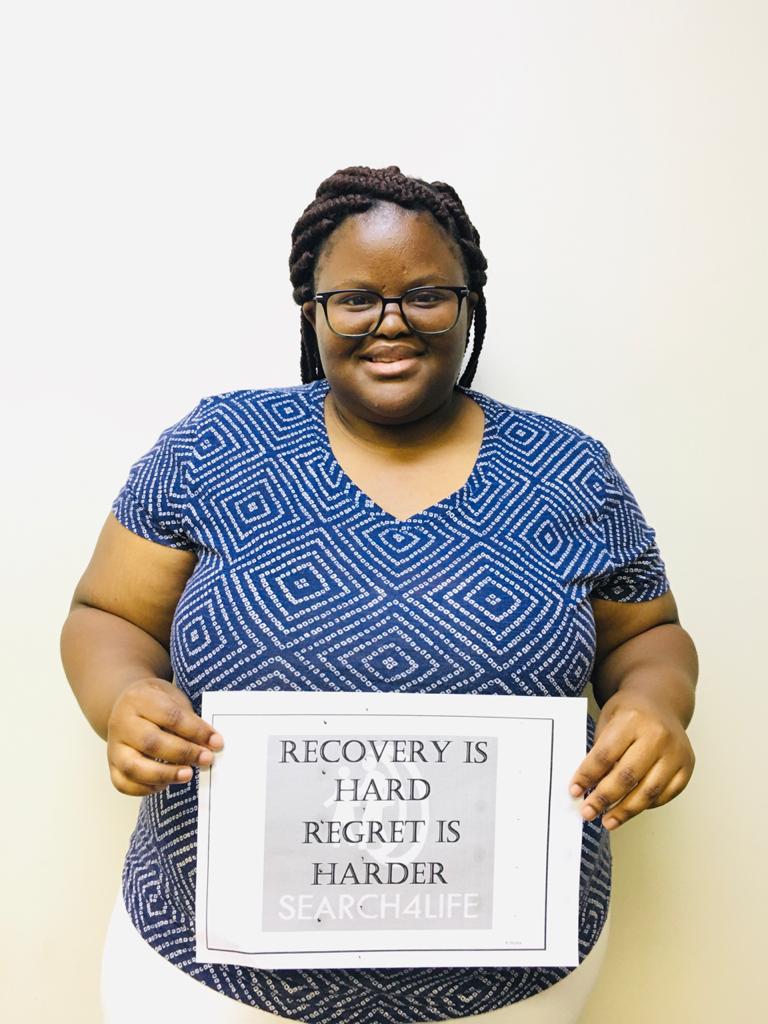 RECOVERY IS
HARD
REGRET IS
HARDER
SEARCH4LIFE